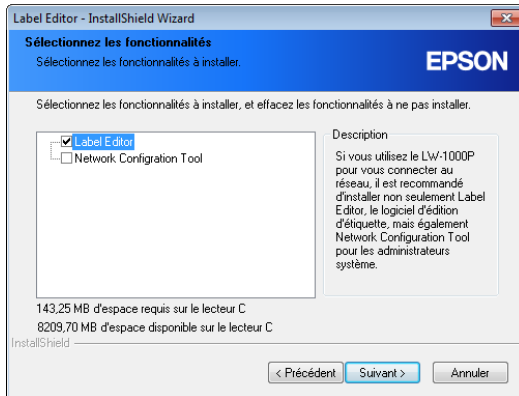 Label Editor - InstallShield Wizard
Sélectionnez les fonctionnalités
Sélectionnez les fonctionnalités à installer.
EPSON
Sélectionnez les fonctionnalités à installer, et effacez les fonctionnalités à ne pas installer.
Label Editor
Network Configration Tool
Description
Si vous utilisez le LW-1000P
pour vous connecter au
réseau, il est recommandé
d'installer non seulement Label
Editor, le logiciel d'édition
d'étiquette, mais également
Network Configuration Tool
pour les administrateurs
système.
143,25 MB d'espace requis sur le lecteur C
8209,70 MB d'espace disponible sur le lecteur C
InstallShield
< Précédent
Suivant >
Annuler